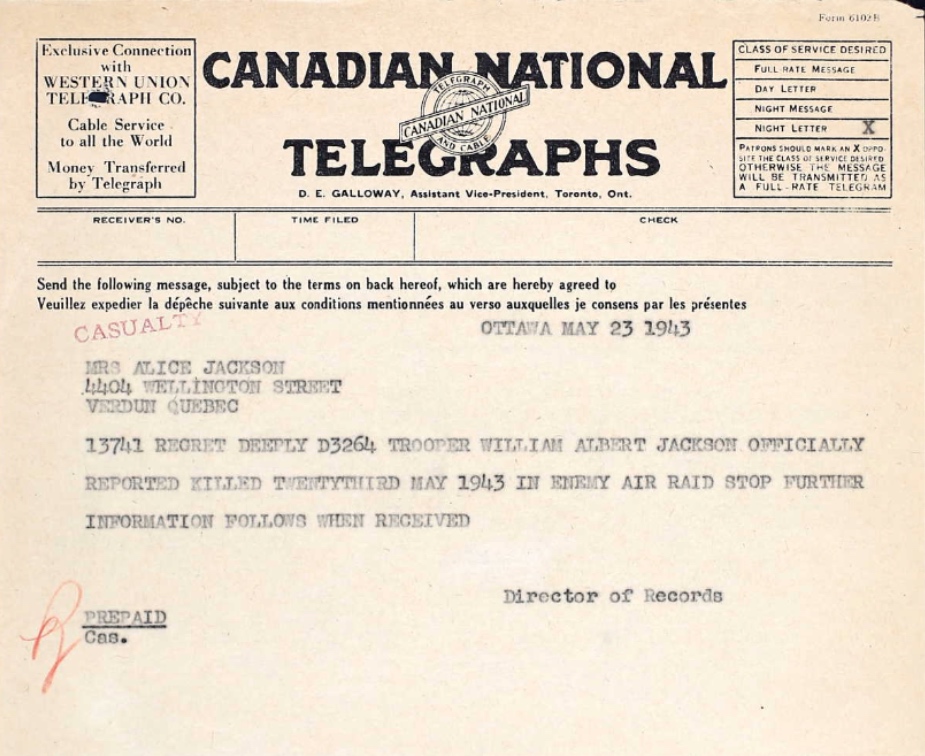 Form 6102B
Exclusive Connection
with
WESTERN UNION
TELEGRAPH CO.
Cable Service
to all the World
Money Transferred
by Telegraph
CANADIAN NATIONAL
TELEGRAPH
CANADIAN NATIONAL
AND CABLE
TELEGRAPHS
D. E. GALLOWAY, Assistant Vice-President, Toronto, Ont.
CLASS OF SERVICE DESIRED
FULL-RATE MESSAGE
DAY LETTER
NIGHT MESSAGE
NIGHT LETTER X
PATRONS SHOULD MARK AN X OPPO-
SITE THE CLASS OF SERVICE DESIRED
OTHERWISE THE MESSAGE
WILL BE TRANSMITTED AS
A FULL-RATE TELEGRAM
RECEIVER'S NO. TIME FILED CHECK
Send the following message, subject to the terms on back hereof, which are hereby agreed to
Veuillez expedier la dépêche suivante aux conditions mentionnées au verso auxquelles je consens par les présentes
CASUALTY
OTTAWA MAY 23 1943
MRS ALICE JACKSON
4404 WELLINGTON STREET
VERDUN QUEBEC
13741 REGRET DEEPLY D3264 TROOPER WILLIAM ALBERT JACKSON OFFICIALLY
REPORTED KILLED TWENTYTHIRD MAY 1943 IN ENEMY AIR RAID STOP FURTHER
INFORMATION FOLLOWS WHEN RECEIVED
Director of Records
PREPAID
Cas.